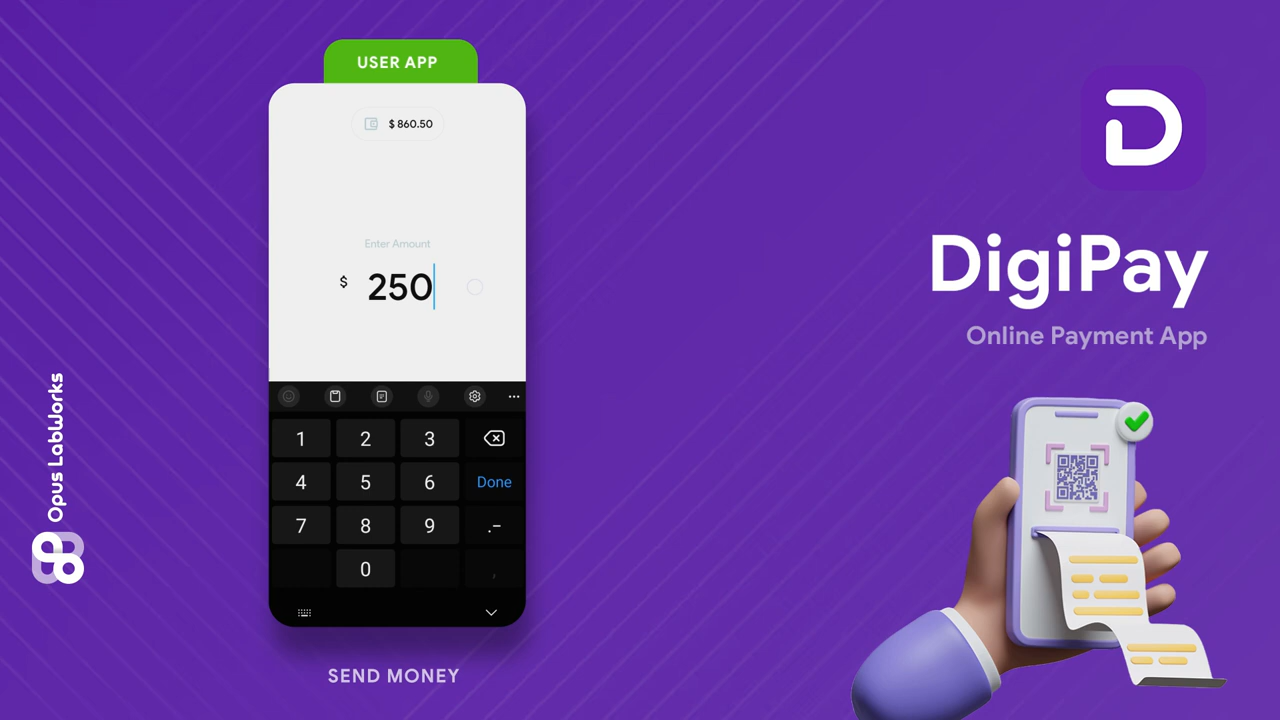 USER APP
$ 860.50
Enter Amount
$ 250
1 2 3
4 5 6 Done
7 8 9 .-
0 ,
SEND MONEY
Opus LabWorks
D
DigiPay
Online Payment App